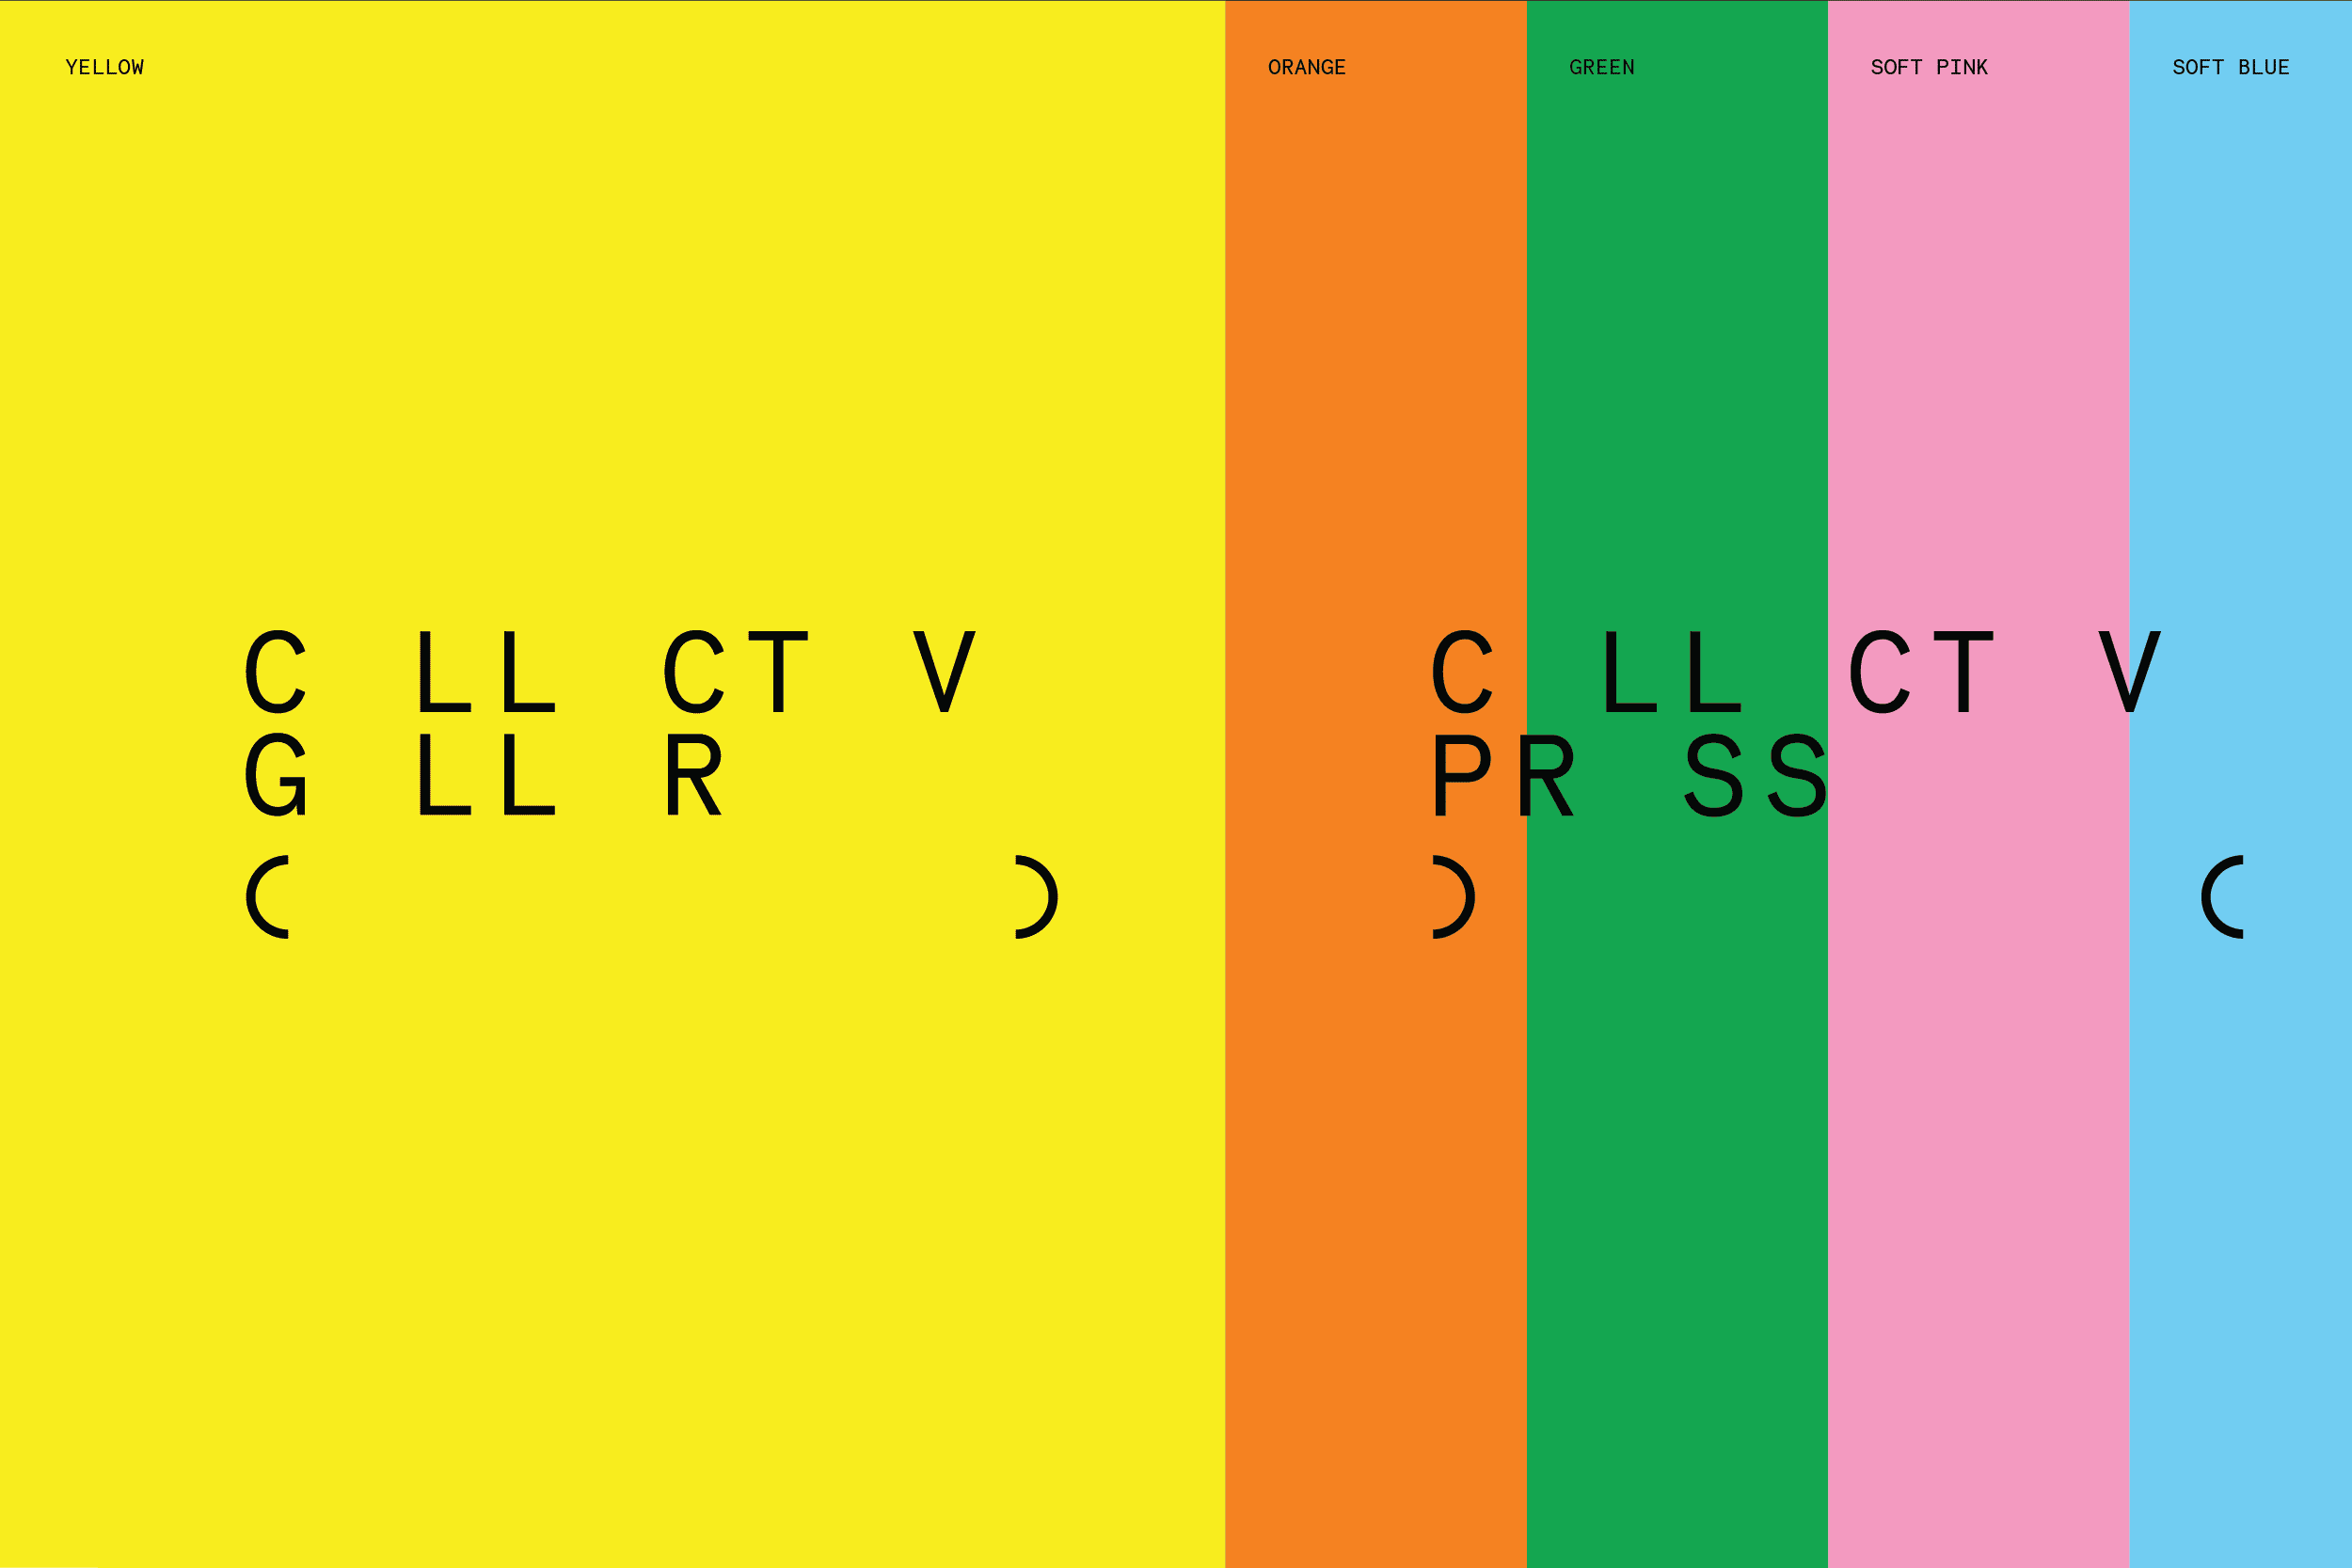 YELLOW
ORANGE
GREEN
SOFT PINK
SOFT BLUE
C LL CT V
G LL R
C LL CT V
PR SS